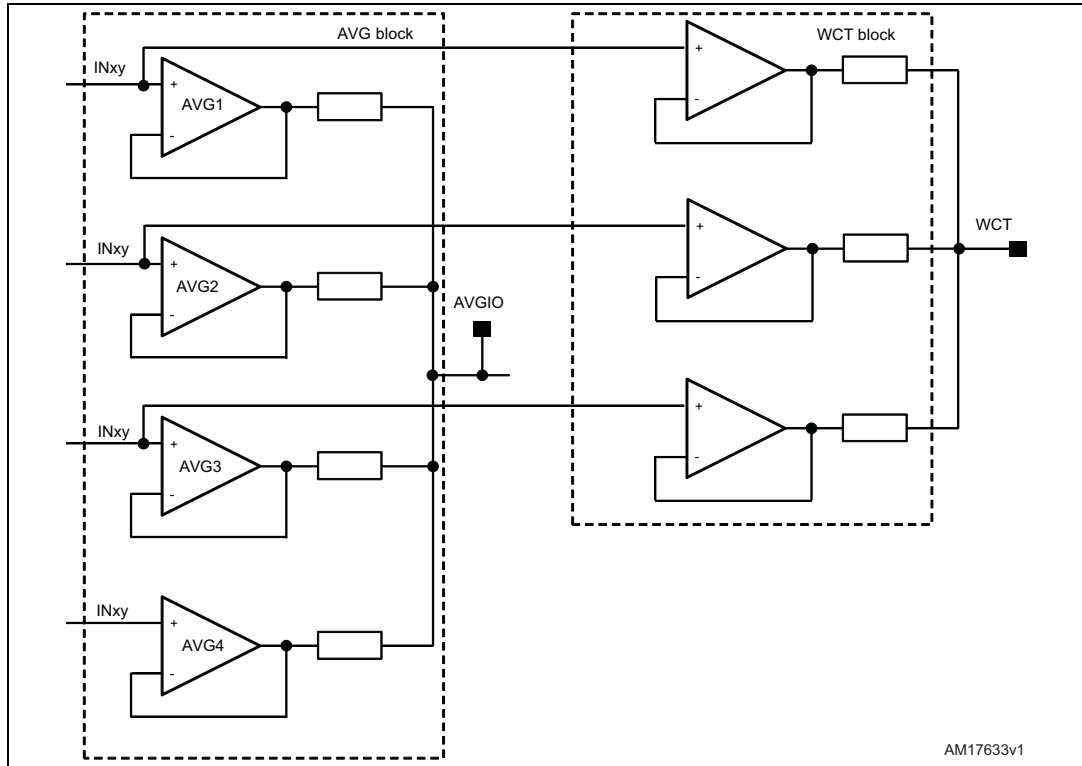 AVG block
WCT block
INxy
+
AVG1
-
+
-
INxy
+
AVG2
-
+
-
WCT
AVGIO
INxy
+
AVG3
-
+
-
INxy
+
AVG4
-
AM17633v1